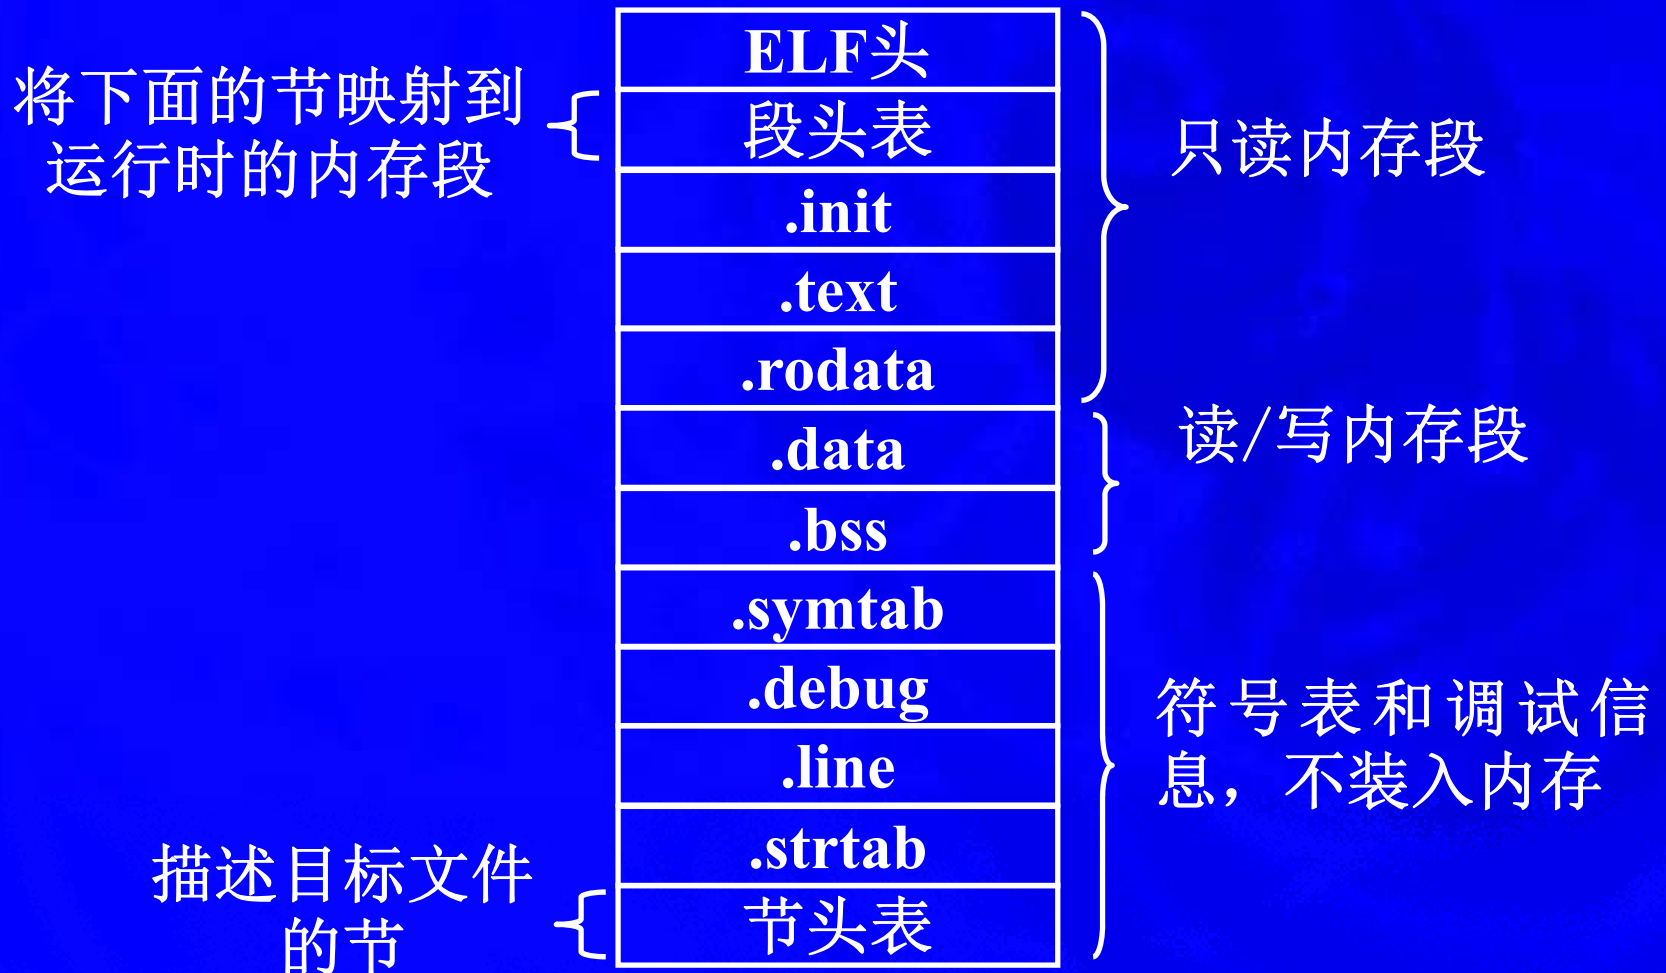 将下面的节映射到
运行时的内存段
ELF头
段头表
.init
.text
.rodata
.data
.bss
.symtab
.debug
.line
.strtab
节头表
只读内存段
读/写内存段
符号表和调试信
息，不装入内存
描述目标文件
的节